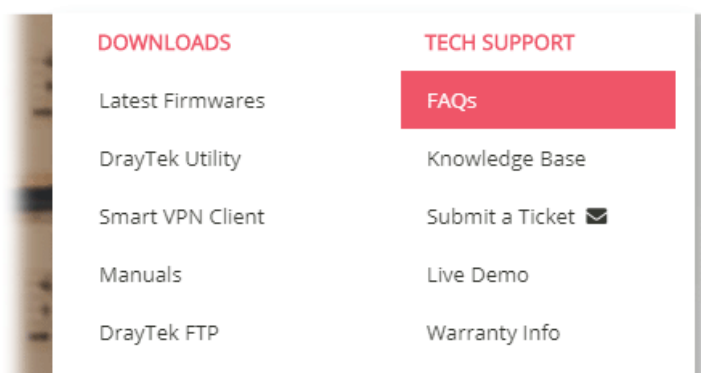 DOWNLOADS
Latest Firmwares
DrayTek Utility
Smart VPN Client
Manuals
DrayTek FTP
TECH SUPPORT
FAQs
Knowledge Base
Submit a Ticket
Live Demo
Warranty Info